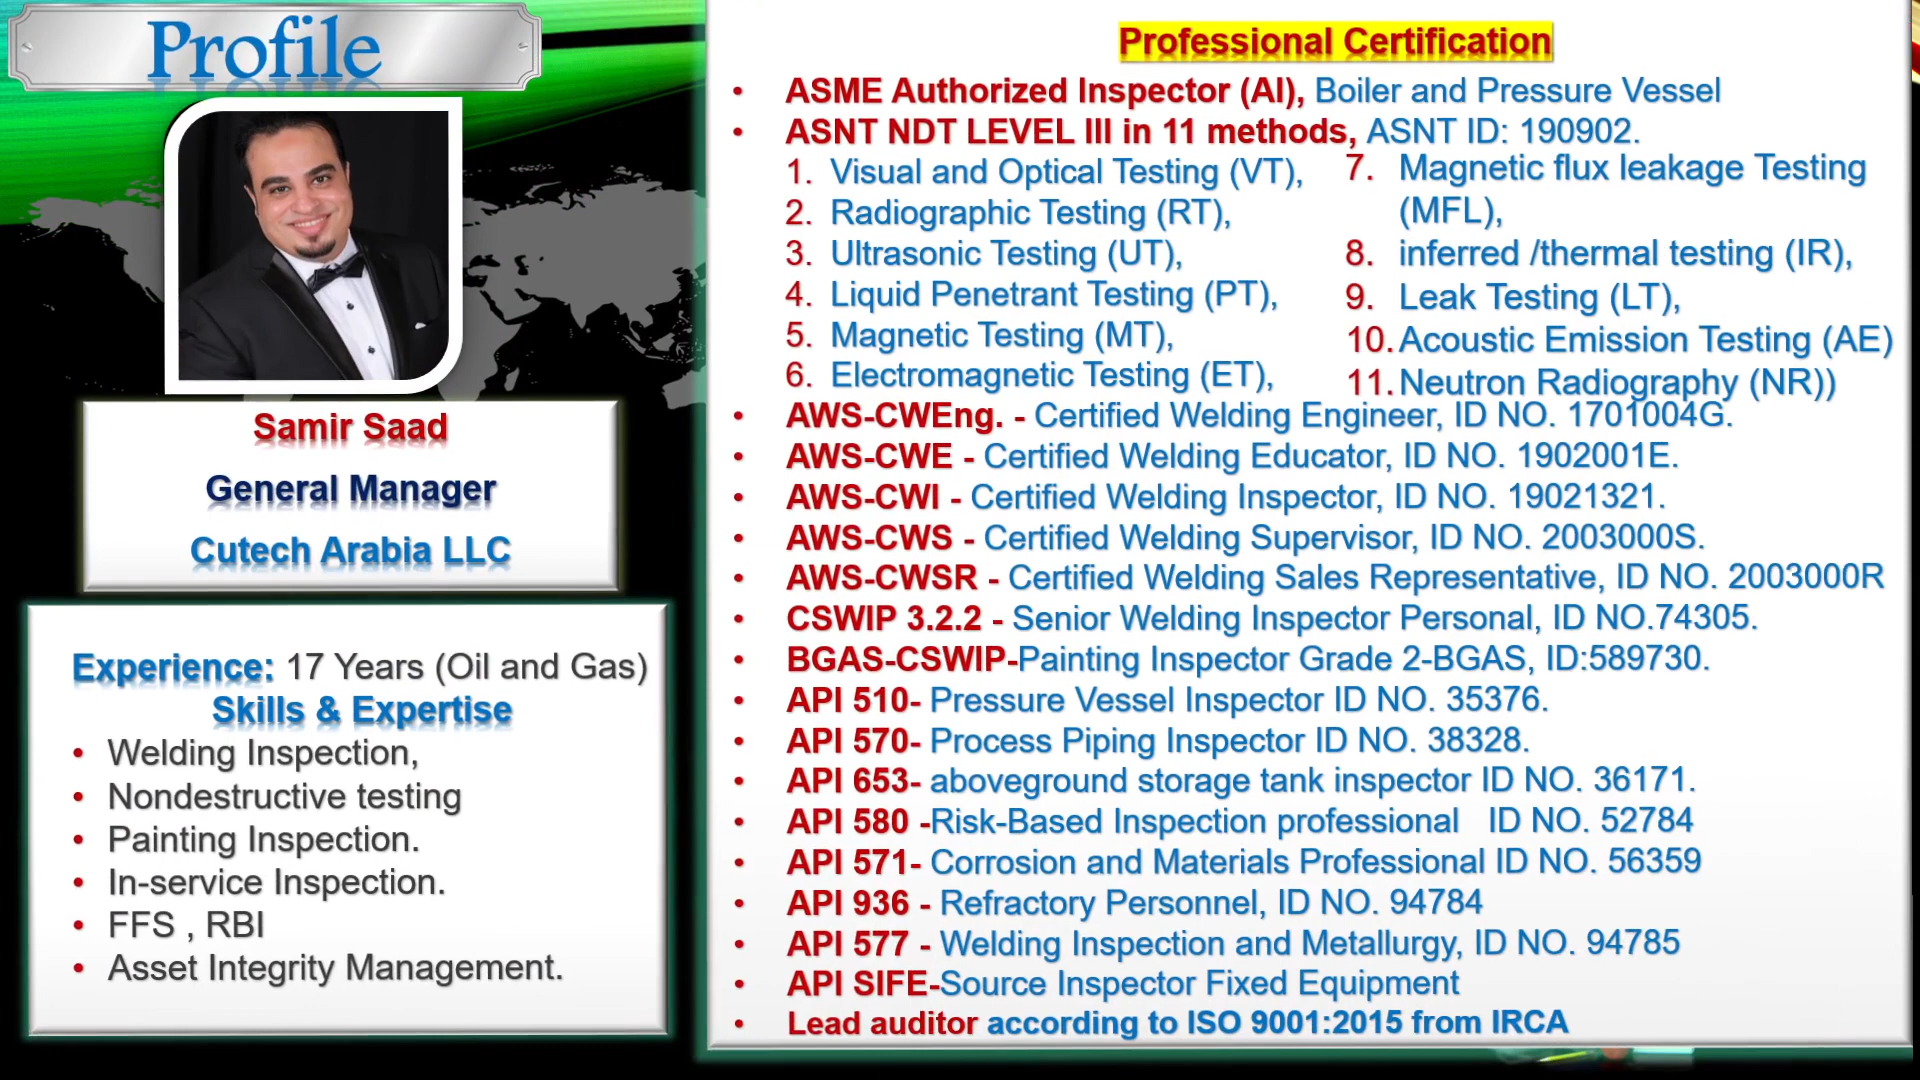 Profile
Samir Saad
General Manager
Cutech Arabia LLC
Experience: 17 Years (Oil and Gas)
Skills & Expertise
• Welding Inspection,
• Nondestructive testing
• Painting Inspection.
• In-service Inspection.
• FFS , RBI
• Asset Integrity Management.
Professional Certification
• ASME Authorized Inspector (AI), Boiler and Pressure Vessel
• ASNT NDT LEVEL III in 11 methods, ASNT ID: 190902.
1. Visual and Optical Testing (VT),
2. Radiographic Testing (RT),
3. Ultrasonic Testing (UT),
4. Liquid Penetrant Testing (PT),
5. Magnetic Testing (MT),
6. Electromagnetic Testing (ET),
7. Magnetic flux leakage Testing
(MFL),
8. inferred /thermal testing (IR),
9. Leak Testing (LT),
10. Acoustic Emission Testing (AE)
11. Neutron Radiography (NR))
• AWS-CWEng. - Certified Welding Engineer, ID NO. 1701004G.
• AWS-CWE - Certified Welding Educator, ID NO. 1902001E.
• AWS-CWI - Certified Welding Inspector, ID NO. 19021321.
• AWS-CWS - Certified Welding Supervisor, ID NO. 2003000S.
• AWS-CWSR - Certified Welding Sales Representative, ID NO. 2003000R
• CSWIP 3.2.2 - Senior Welding Inspector Personal, ID NO.74305.
• BGAS-CSWIP-Painting Inspector Grade 2-BGAS, ID:589730.
• API 510- Pressure Vessel Inspector ID NO. 35376.
• API 570- Process Piping Inspector ID NO. 38328.
• API 653- aboveground storage tank inspector ID NO. 36171.
• API 580 -Risk-Based Inspection professional ID NO. 52784
• API 571- Corrosion and Materials Professional ID NO. 56359
• API 936 - Refractory Personnel, ID NO. 94784
• API 577 - Welding Inspection and Metallurgy, ID NO. 94785
• API SIFE-Source Inspector Fixed Equipment
• Lead auditor according to ISO 9001:2015 from IRCA